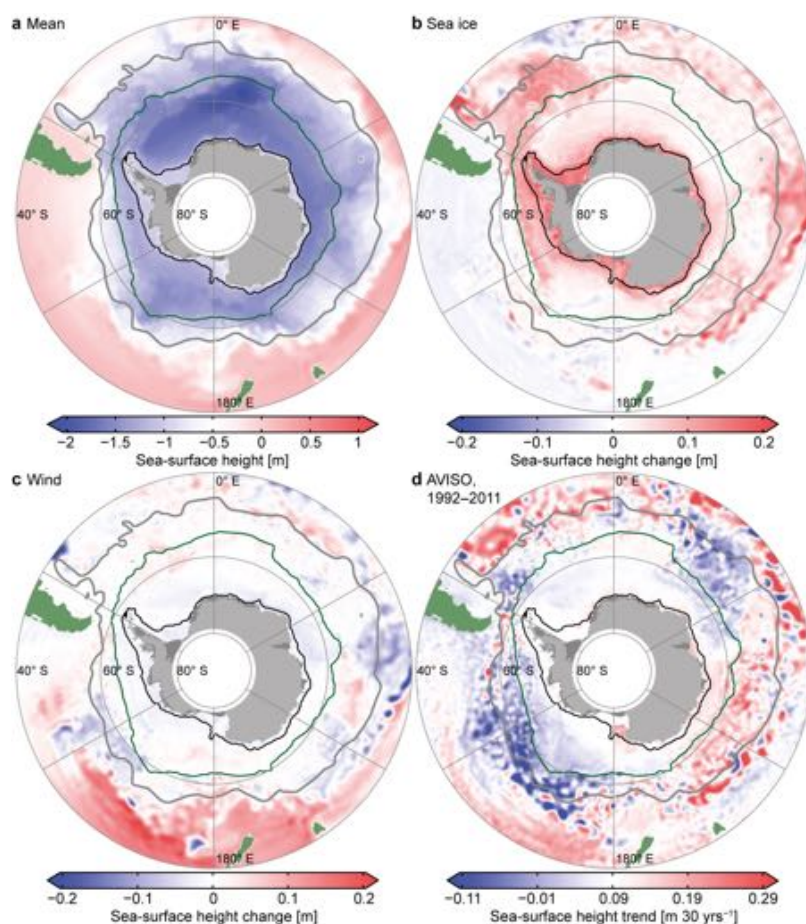 a Mean
0° E
40° S
60° S
80° S
180° E
−2 −1.5 −1 −0.5 0 0.5 1
Sea-surface height [m]
b Sea ice
0° E
40° S
60° S
80° S
180° E
−0.2 −0.1 0 0.1 0.2
Sea-surface height change [m]
c Wind
0° E
40° S
60° S
80° S
180° E
−0.2 −0.1 0 0.1 0.2
Sea-surface height change [m]
d AVISO,
1992–2011
0° E
40° S
60° S
80° S
180° E
−0.11 −0.01 0.09 0.19 0.29
Sea-surface height trend [m 30 yrs⁻¹]